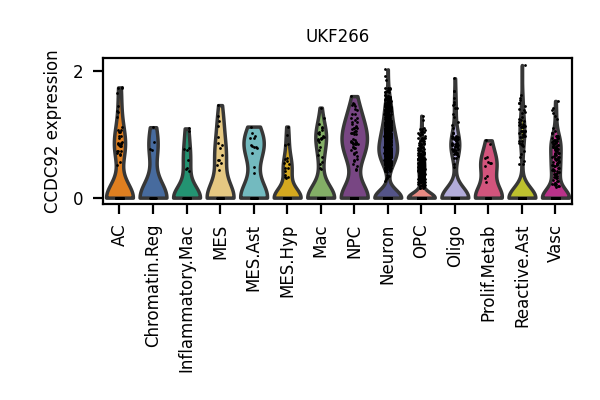 UKF266
CCDC92 expression
2
0
AC
Chromatin.Reg
Inflammatory.Mac
MES
MES.Ast
MES.Hyp
Mac
NPC
Neuron
OPC
Oligo
Prolif.Metab
Reactive.Ast
Vasc